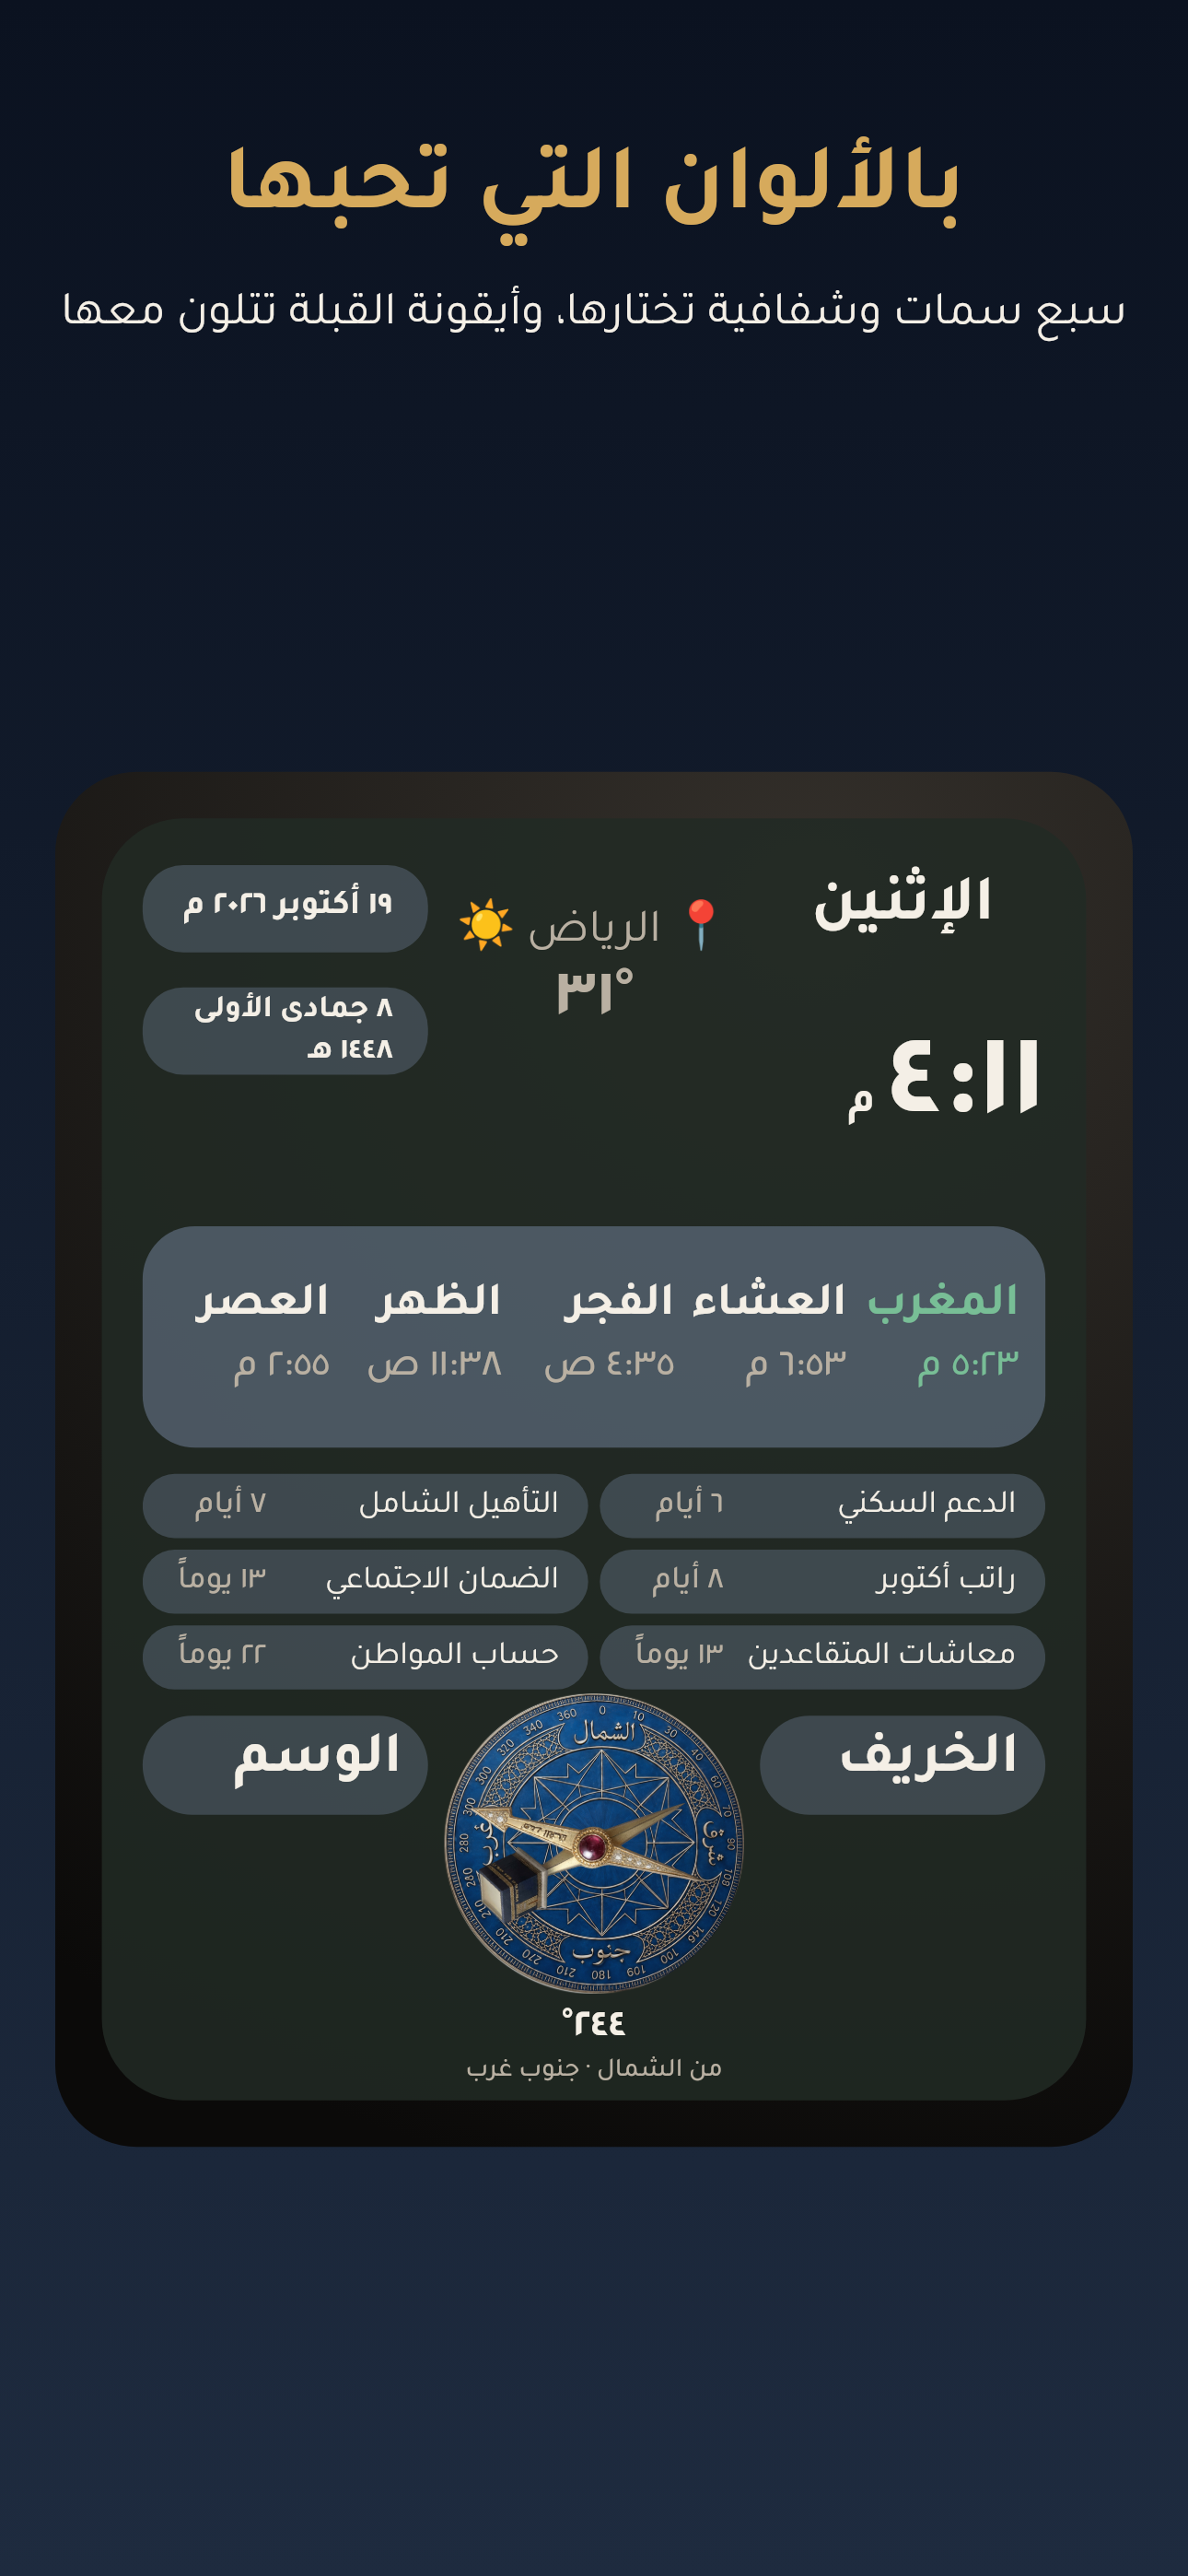 بالألوان التي تحبها
سبع سمات وشفافية تختارها، وأيقونة القبلة تتلون معها
الإثنين
٤:١١ م
📍 الرياض ☀️
٣١°
١٩ أكتوبر ٢٠٢٦ م
٨ جمادى الأولى
١٤٤٨ هـ
المغرب العشاء الفجر الظهر العصر
٥:٢٣ م ٦:٥٣ م ٤:٣٥ ص ١١:٣٨ ص ٢:٥٥ م
الدعم السكني ٦ أيام
التأهيل الشامل ٧ أيام
راتب أكتوبر ٨ أيام
الضمان الاجتماعي ١٣ يوماً
معاشات المتقاعدين ١٣ يوماً
حساب المواطن ٢٢ يوماً
الخريف
الوسم
الشمال
شرق
غرب
جنوب
٢٤٤°
من الشمال · جنوب غرب